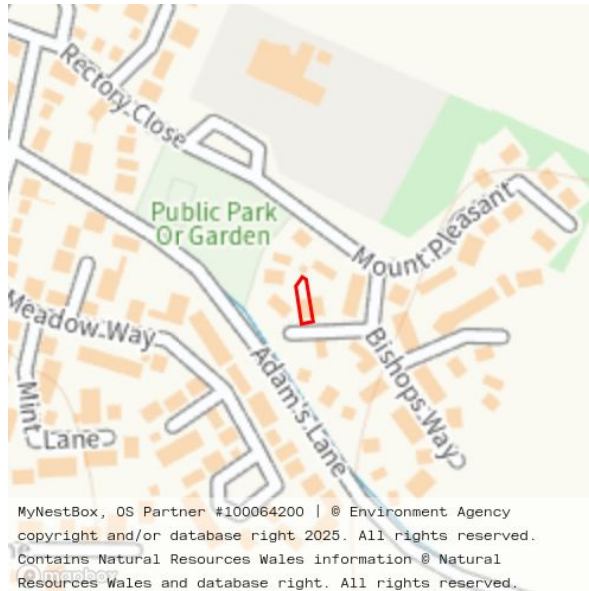 Rectory Close
Public Park
Or Garden
Mount Pleasant
Meadow Way
Adam's Lane
Bishops Way
Mint Lane
MyNestBox, OS Partner #100064200 | © Environment Agency
copyright and/or database right 2025. All rights reserved.
Contains Natural Resources Wales information © Natural
Resources Wales and database right. All rights reserved.
mapbox